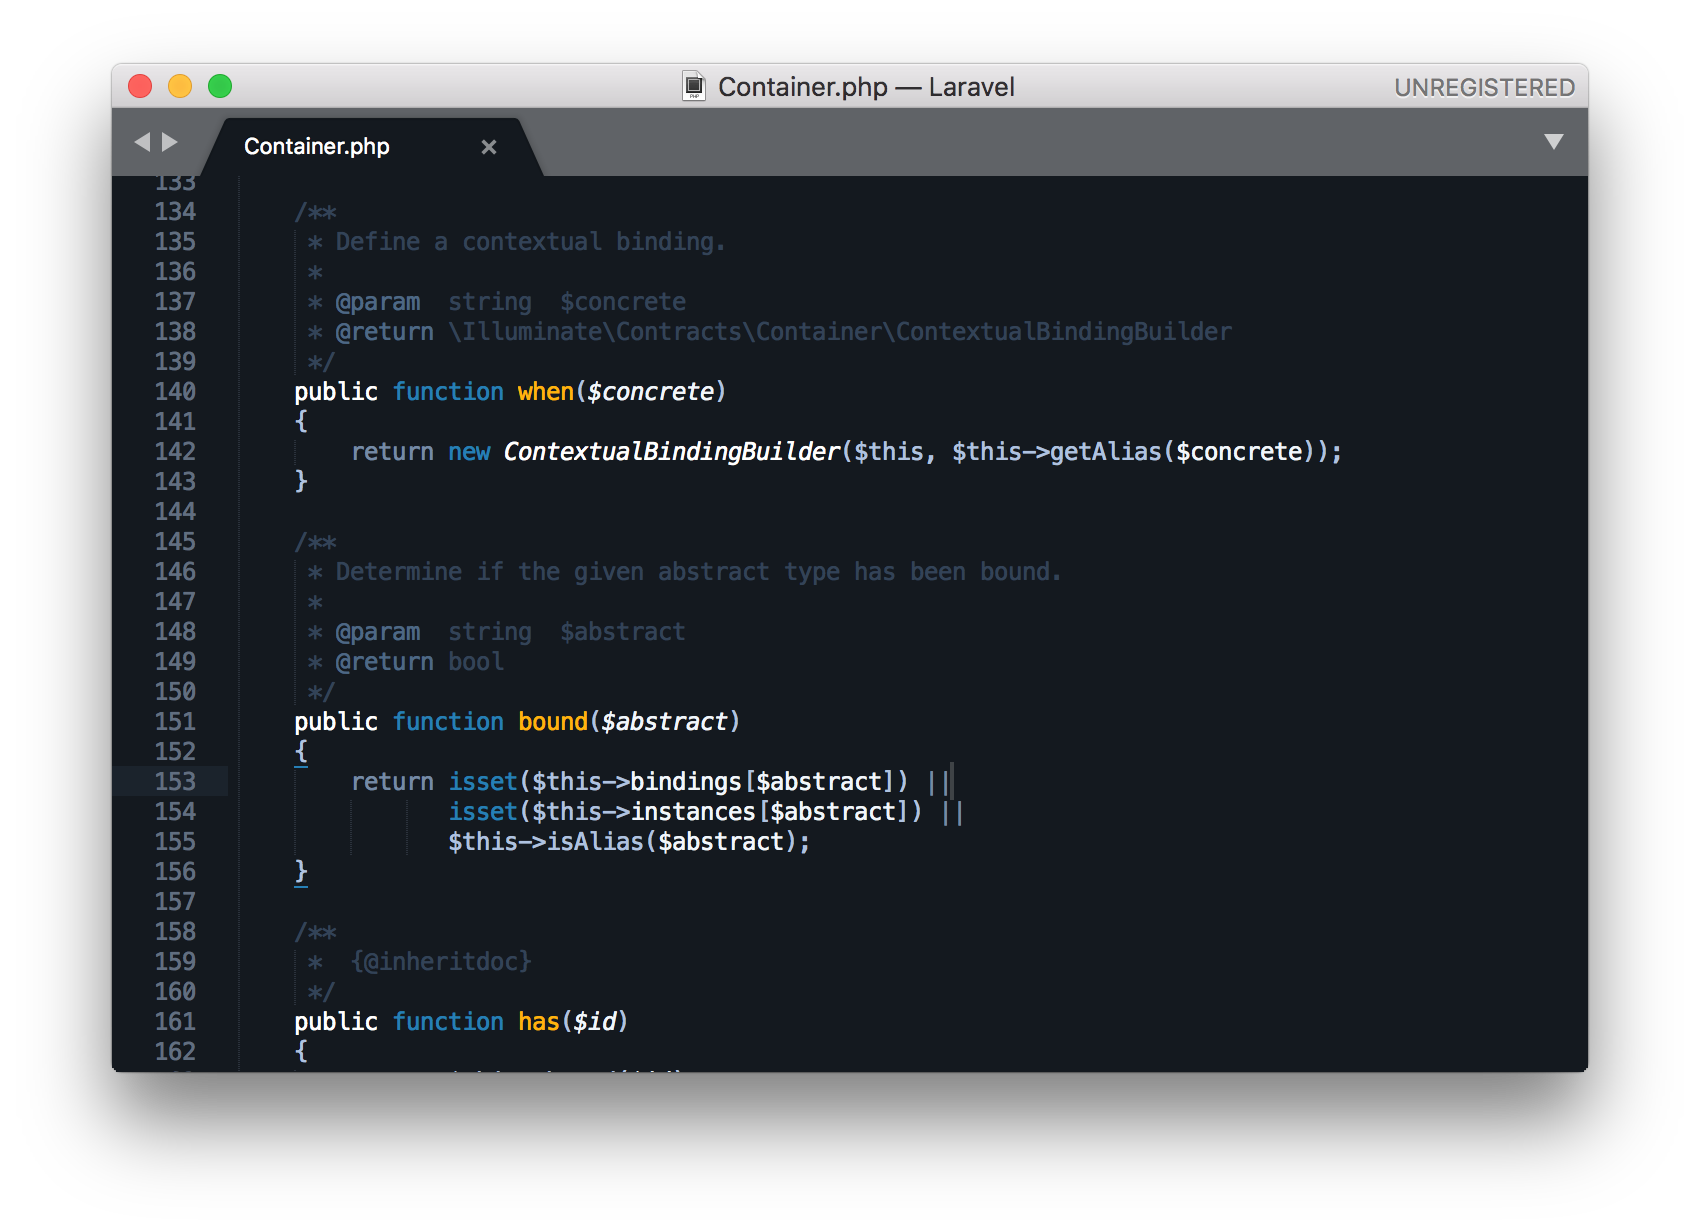 Container.php — Laravel
UNREGISTERED
Container.php
133
134 /**
135 * Define a contextual binding.
136 *
137 * @param  string  $concrete
138 * @return \Illuminate\Contracts\Container\ContextualBindingBuilder
139 */
140 public function when($concrete)
141 {
142 return new ContextualBindingBuilder($this, $this->getAlias($concrete));
143 }
144
145 /**
146 * Determine if the given abstract type has been bound.
147 *
148 * @param  string  $abstract
149 * @return bool
150 */
151 public function bound($abstract)
152 {
153 return isset($this->bindings[$abstract]) ||
154 isset($this->instances[$abstract]) ||
155 $this->isAlias($abstract);
156 }
157
158 /**
159 *  {@inheritdoc}
160 */
161 public function has($id)
162 {